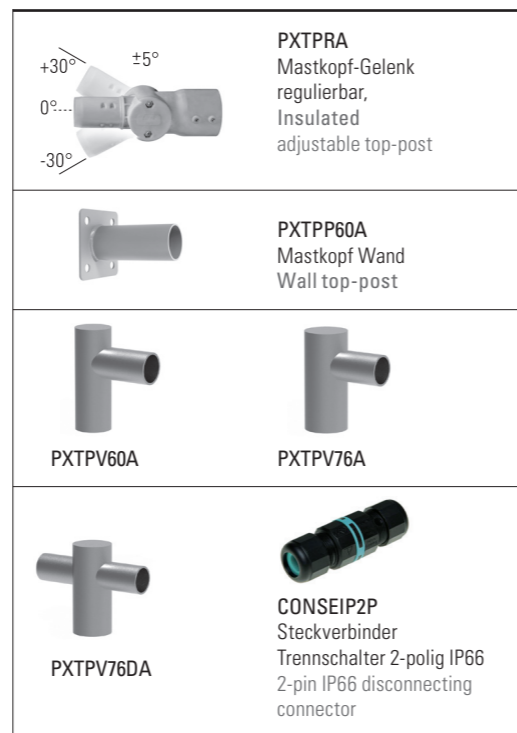 +30°
±5°
0°
-30°
PXTPRA
Mastkopf-Gelenk
regulierbar,
Insulated
adjustable top-post
PXTPP60A
Mastkopf Wand
Wall top-post
PXTPV60A
PXTPV76A
PXTPV76DA
CONSEIP2P
Steckverbinder
Trennschalter 2-polig IP66
2-pin IP66 disconnecting
connector